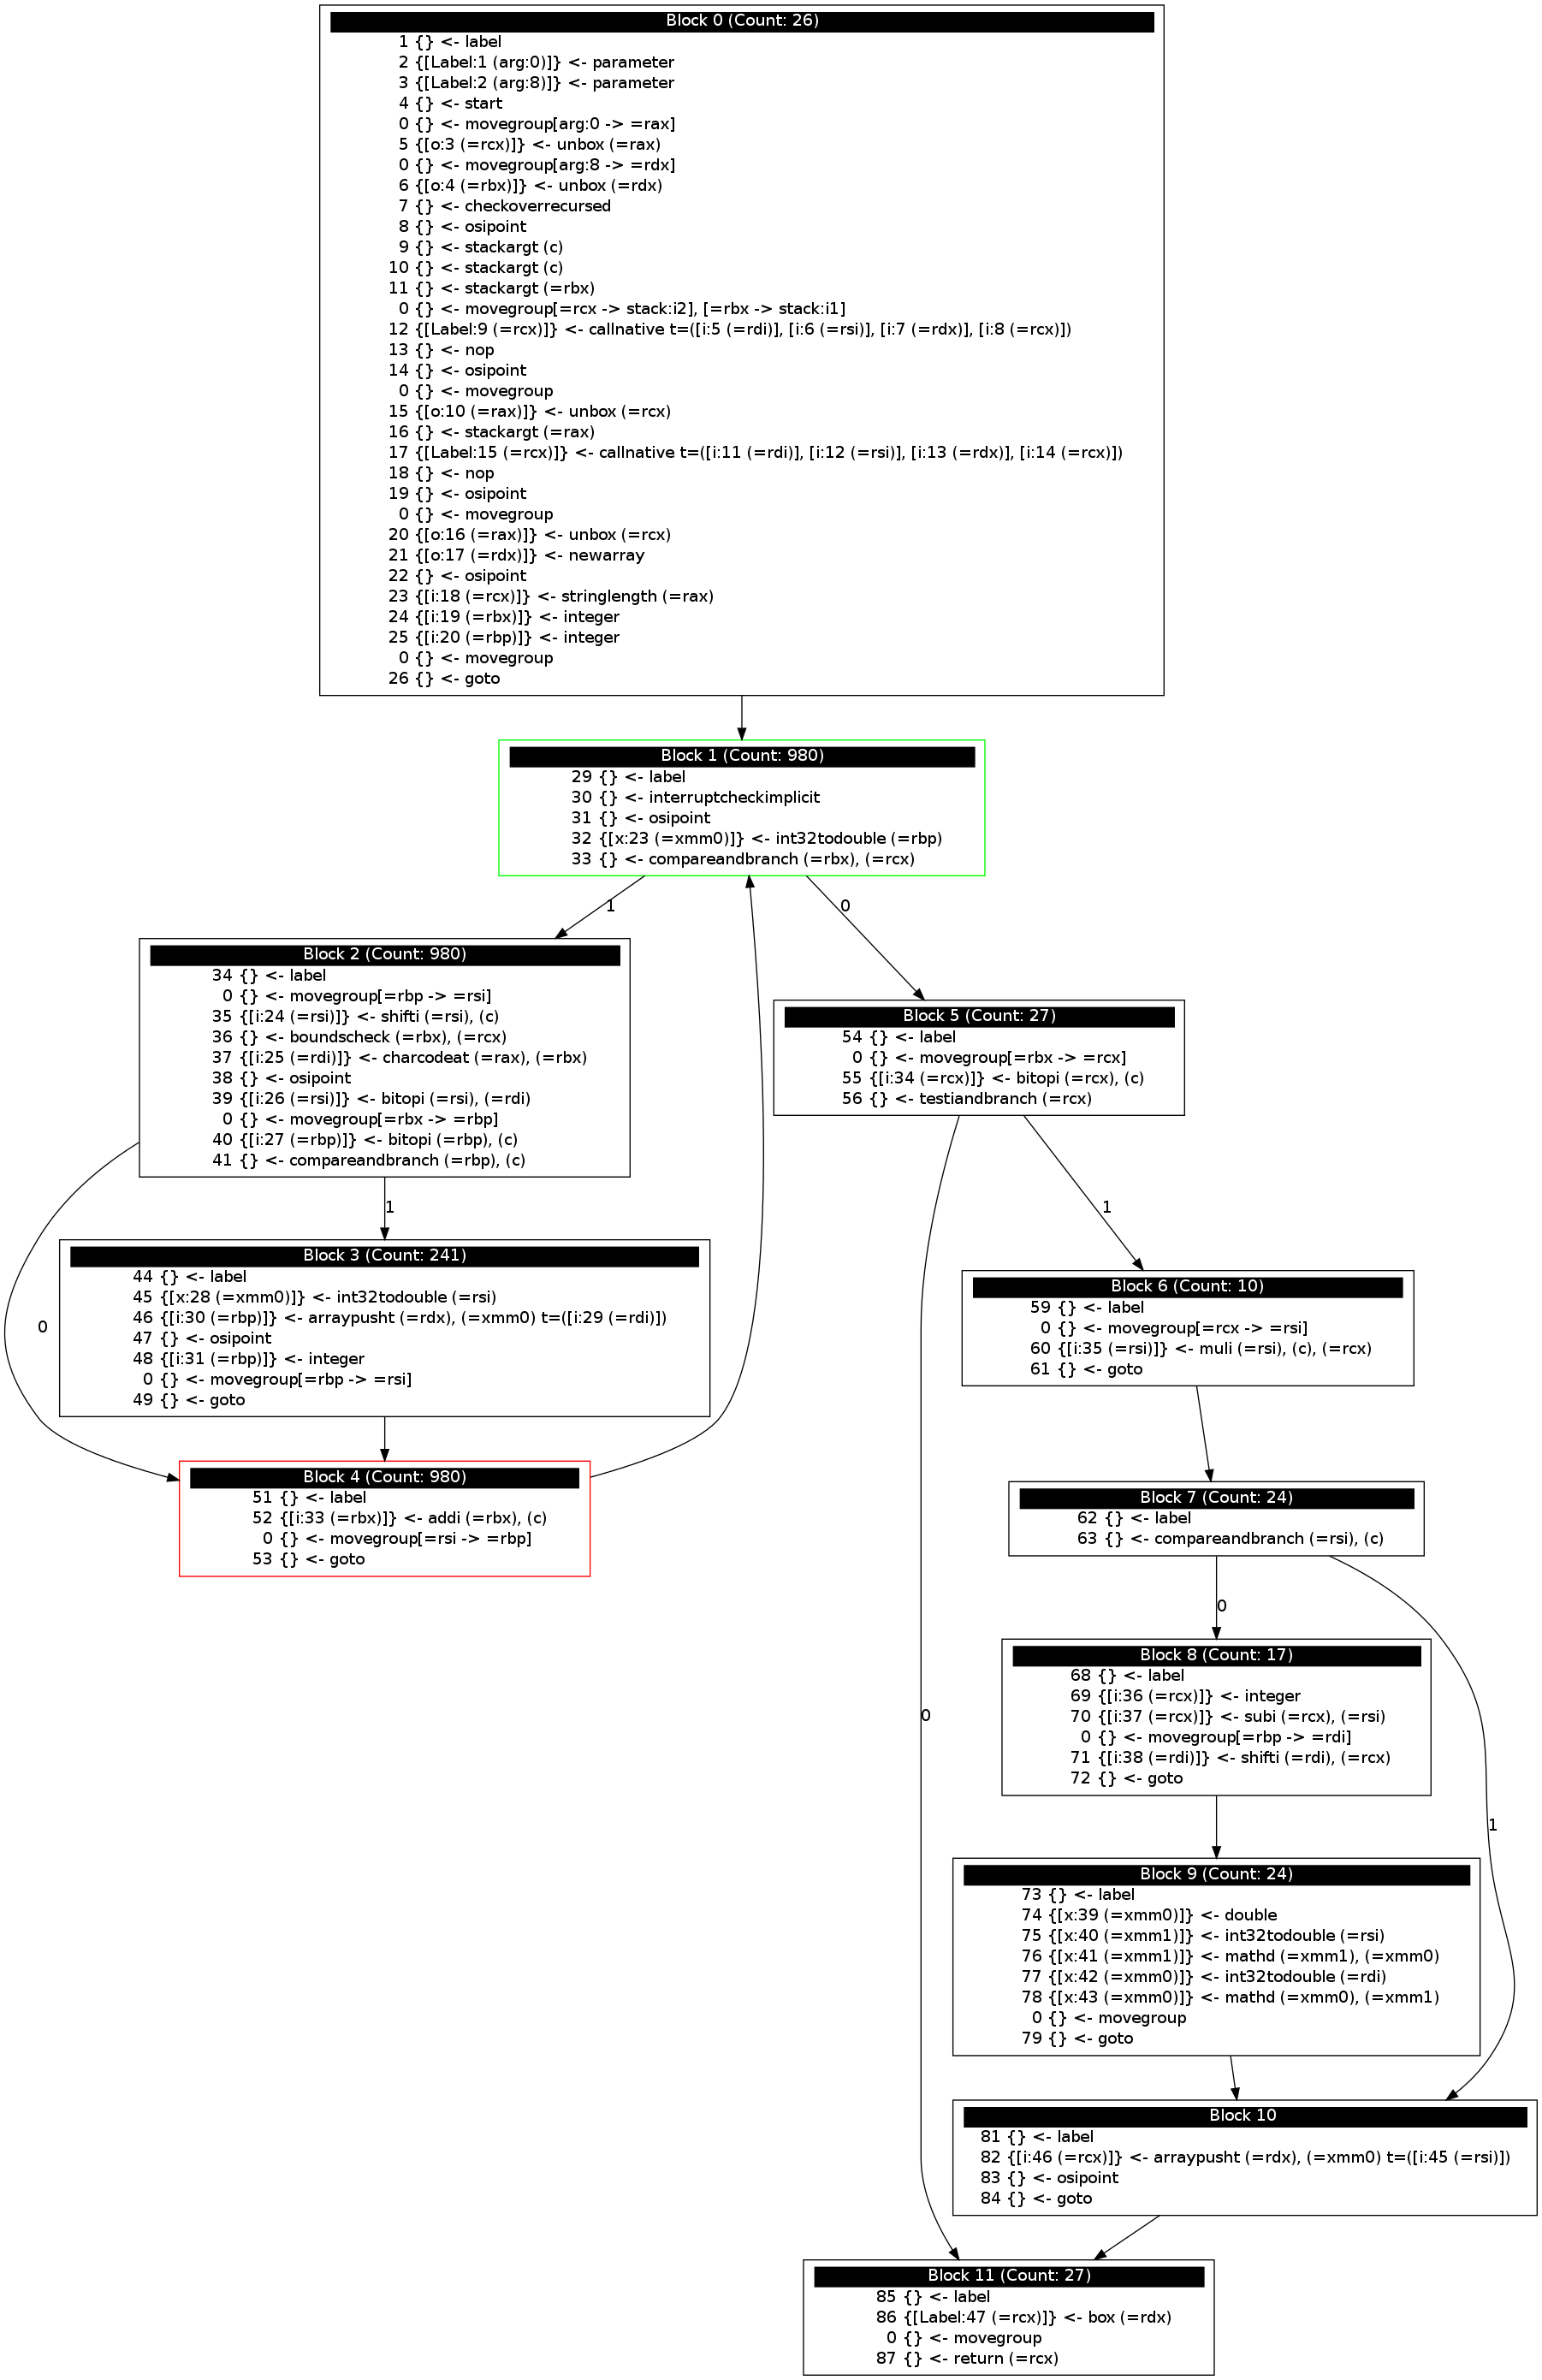 Block 0 (Count: 26)
1 {} <- label
2 {[Label:1 (arg:0)]} <- parameter
3 {[Label:2 (arg:8)]} <- parameter
4 {} <- start
0 {} <- movegroup[arg:0 -> =rax]
5 {[o:3 (=rcx)]} <- unbox (=rax)
0 {} <- movegroup[arg:8 -> =rdx]
6 {[o:4 (=rbx)]} <- unbox (=rdx)
7 {} <- checkoverrecursed
8 {} <- osipoint
9 {} <- stackargt (c)
10 {} <- stackargt (c)
11 {} <- stackargt (=rbx)
0 {} <- movegroup[=rcx -> stack:i2], [=rbx -> stack:i1]
12 {[Label:9 (=rcx)]} <- callnative t=([i:5 (=rdi)], [i:6 (=rsi)], [i:7 (=rdx)], [i:8 (=rcx)])
13 {} <- nop
14 {} <- osipoint
0 {} <- movegroup
15 {[o:10 (=rax)]} <- unbox (=rcx)
16 {} <- stackargt (=rax)
17 {[Label:15 (=rcx)]} <- callnative t=([i:11 (=rdi)], [i:12 (=rsi)], [i:13 (=rdx)], [i:14 (=rcx)])
18 {} <- nop
19 {} <- osipoint
0 {} <- movegroup
20 {[o:16 (=rax)]} <- unbox (=rcx)
21 {[o:17 (=rdx)]} <- newarray
22 {} <- osipoint
23 {[i:18 (=rcx)]} <- stringlength (=rax)
24 {[i:19 (=rbx)]} <- integer
25 {[i:20 (=rbp)]} <- integer
0 {} <- movegroup
26 {} <- goto
Block 1 (Count: 980)
29 {} <- label
30 {} <- interruptcheckimplicit
31 {} <- osipoint
32 {[x:23 (=xmm0)]} <- int32todouble (=rbp)
33 {} <- compareandbranch (=rbx), (=rcx)
1
0
Block 2 (Count: 980)
34 {} <- label
0 {} <- movegroup[=rbp -> =rsi]
35 {[i:24 (=rsi)]} <- shifti (=rsi), (c)
36 {} <- boundscheck (=rbx), (=rcx)
37 {[i:25 (=rdi)]} <- charcodeat (=rax), (=rbx)
38 {} <- osipoint
39 {[i:26 (=rsi)]} <- bitopi (=rsi), (=rdi)
0 {} <- movegroup[=rbx -> =rbp]
40 {[i:27 (=rbp)]} <- bitopi (=rbp), (c)
41 {} <- compareandbranch (=rbp), (c)
Block 5 (Count: 27)
54 {} <- label
0 {} <- movegroup[=rbx -> =rcx]
55 {[i:34 (=rcx)]} <- bitopi (=rcx), (c)
56 {} <- testiandbranch (=rcx)
1
1
Block 3 (Count: 241)
44 {} <- label
45 {[x:28 (=xmm0)]} <- int32todouble (=rsi)
46 {[i:30 (=rbp)]} <- arraypusht (=rdx), (=xmm0) t=([i:29 (=rdi)])
47 {} <- osipoint
48 {[i:31 (=rbp)]} <- integer
0 {} <- movegroup[=rbp -> =rsi]
49 {} <- goto
0
Block 6 (Count: 10)
59 {} <- label
0 {} <- movegroup[=rcx -> =rsi]
60 {[i:35 (=rsi)]} <- muli (=rsi), (c), (=rcx)
61 {} <- goto
Block 4 (Count: 980)
51 {} <- label
52 {[i:33 (=rbx)]} <- addi (=rbx), (c)
0 {} <- movegroup[=rsi -> =rbp]
53 {} <- goto
Block 7 (Count: 24)
62 {} <- label
63 {} <- compareandbranch (=rsi), (c)
0
Block 8 (Count: 17)
68 {} <- label
69 {[i:36 (=rcx)]} <- integer
70 {[i:37 (=rcx)]} <- subi (=rcx), (=rsi)
0 {} <- movegroup[=rbp -> =rdi]
71 {[i:38 (=rdi)]} <- shifti (=rdi), (=rcx)
72 {} <- goto
0
1
Block 9 (Count: 24)
73 {} <- label
74 {[x:39 (=xmm0)]} <- double
75 {[x:40 (=xmm1)]} <- int32todouble (=rsi)
76 {[x:41 (=xmm1)]} <- mathd (=xmm1), (=xmm0)
77 {[x:42 (=xmm0)]} <- int32todouble (=rdi)
78 {[x:43 (=xmm0)]} <- mathd (=xmm0), (=xmm1)
0 {} <- movegroup
79 {} <- goto
Block 10
81 {} <- label
82 {[i:46 (=rcx)]} <- arraypusht (=rdx), (=xmm0) t=([i:45 (=rsi)])
83 {} <- osipoint
84 {} <- goto
Block 11 (Count: 27)
85 {} <- label
86 {[Label:47 (=rcx)]} <- box (=rdx)
0 {} <- movegroup
87 {} <- return (=rcx)